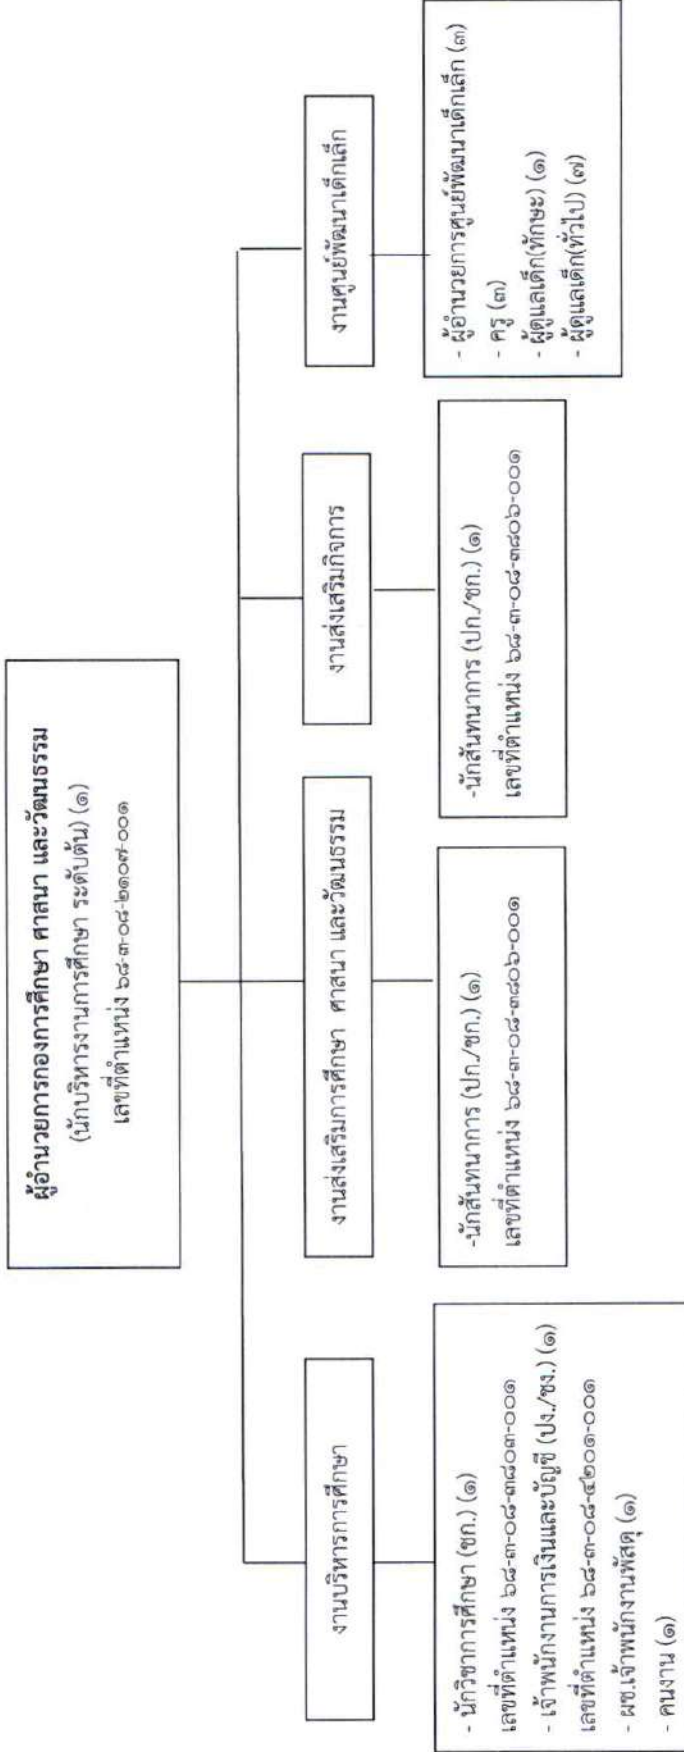 ผู้อำนวยการกองการศึกษา ศาสนา และวัฒนธรรม
(นักบริหารงานการศึกษา ระดับต้น) (๑)
เลขที่ตำแหน่ง ๖๘-๓-๐๘-๒๑๐๗-๐๐๑
งานบริหารการศึกษา
- นักวิชาการศึกษา (ชก.) (๑)
เลขที่ตำแหน่ง ๖๘-๓-๐๘-๓๘๐๓-๐๐๑
- เจ้าพนักงานการเงินและบัญชี (ปง./ชง.) (๑)
เลขที่ตำแหน่ง ๖๘-๓-๐๘-๔๒๐๑-๐๐๑
- ผช.เจ้าพนักงานพัสดุ (๑)
- คนงาน (๑)
งานส่งเสริมการศึกษา ศาสนา และวัฒนธรรม
-นักสันทนาการ (ปก./ชก.) (๑)
เลขที่ตำแหน่ง ๖๘-๓-๐๘-๓๘๐๖-๐๐๑
งานส่งเสริมกิจการ
-นักสันทนาการ (ปก./ชก.) (๑)
เลขที่ตำแหน่ง ๖๘-๓-๐๘-๓๘๐๖-๐๐๑
งานศูนย์พัฒนาเด็กเล็ก
- ผู้อำนวยการศูนย์พัฒนาเด็กเล็ก (๓)
- ครู (๓)
- ผู้ดูแลเด็ก(ทักษะ) (๑)
- ผู้ดูแลเด็ก(ทั่วไป) (๗)